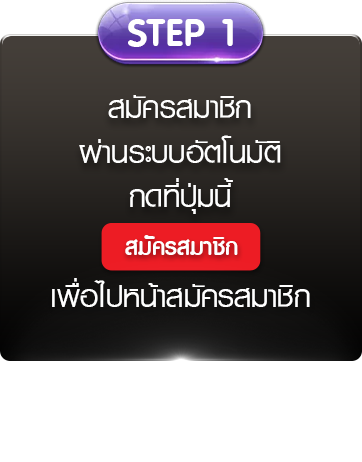 STEP 1
สมัครสมาชิก
ผ่านระบบอัตโนมัติ
กดที่ปุ่มนี้
สมัครสมาชิก
เพื่อไปหน้าสมัครสมาชิก